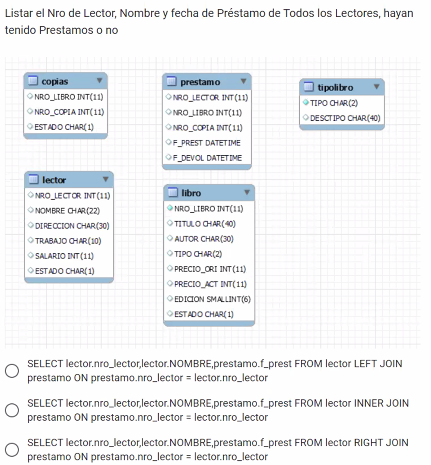 Listar el Nro de Lector, Nombre y fecha de Préstamo de Todos los Lectores, hayan
tenido Prestamos o no
copias
NRO_LIBRO INT(11)
NRO_COPIA INT(11)
ESTADO CHAR(1)
prestamo
NRO_LECTOR INT(11)
NRO_LIBRO INT(11)
NRO_COPIA INT(11)
F_PREST DATETIME
F_DEVOL DATETIME
tipolibro
TIPO CHAR(2)
DESCTIPO CHAR(40)
lector
NRO_LECTOR INT(11)
NOMBRE CHAR(22)
DIRECCION CHAR(30)
TRABAJO CHAR(10)
SALARIO INT(11)
ESTADO CHAR(1)
libro
NRO_LIBRO INT(11)
TITULO CHAR(40)
AUTOR CHAR(30)
TIPO CHAR(2)
PRECIO_ORI INT(11)
PRECIO_ACT INT(11)
EDICION SMALLINT(6)
ESTADO CHAR(1)
SELECT lector.nro_lector,lector.NOMBRE,prestamo.f_prest FROM lector LEFT JOIN
prestamo ON prestamo.nro_lector = lector.nro_lector
SELECT lector.nro_lector,lector.NOMBRE,prestamo.f_prest FROM lector INNER JOIN
prestamo ON prestamo.nro_lector = lector.nro_lector
SELECT lector.nro_lector,lector.NOMBRE,prestamo.f_prest FROM lector RIGHT JOIN
prestamo ON prestamo.nro_lector = lector.nro_lector